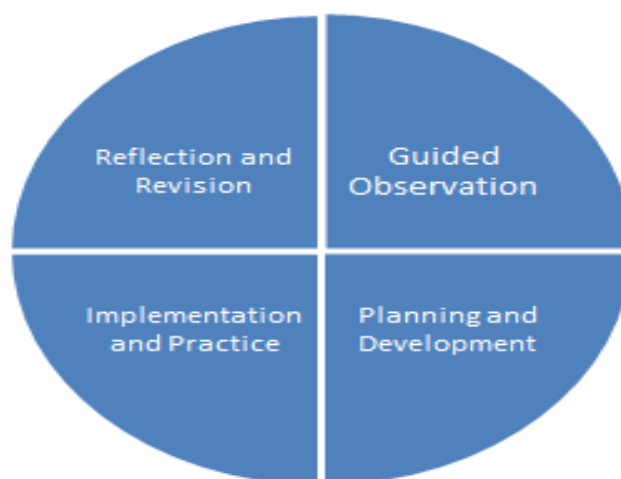 Reflection and
Revision
Guided
Observation
Implementation
and Practice
Planning and
Development